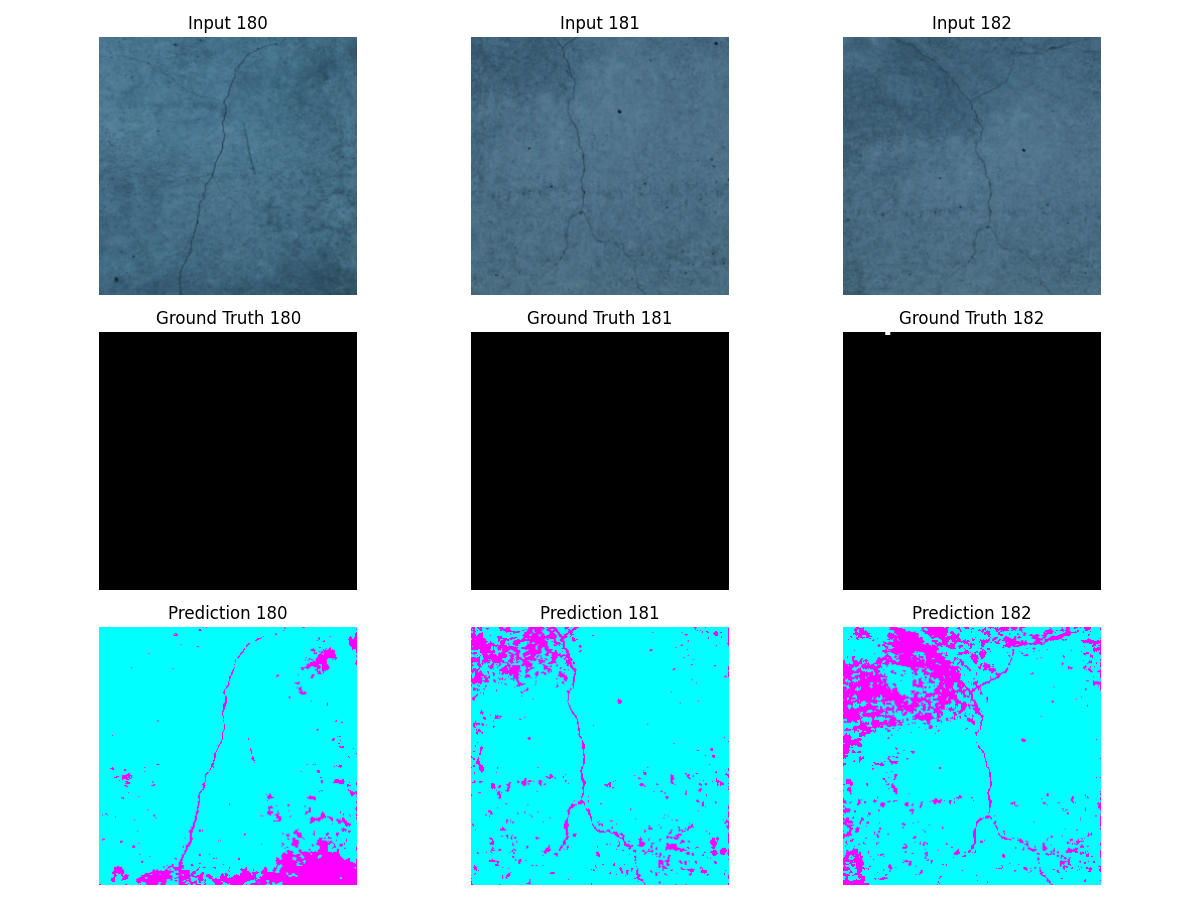 Input 180
Input 181
Input 182
Ground Truth 180
Ground Truth 181
Ground Truth 182
Prediction 180
Prediction 181
Prediction 182